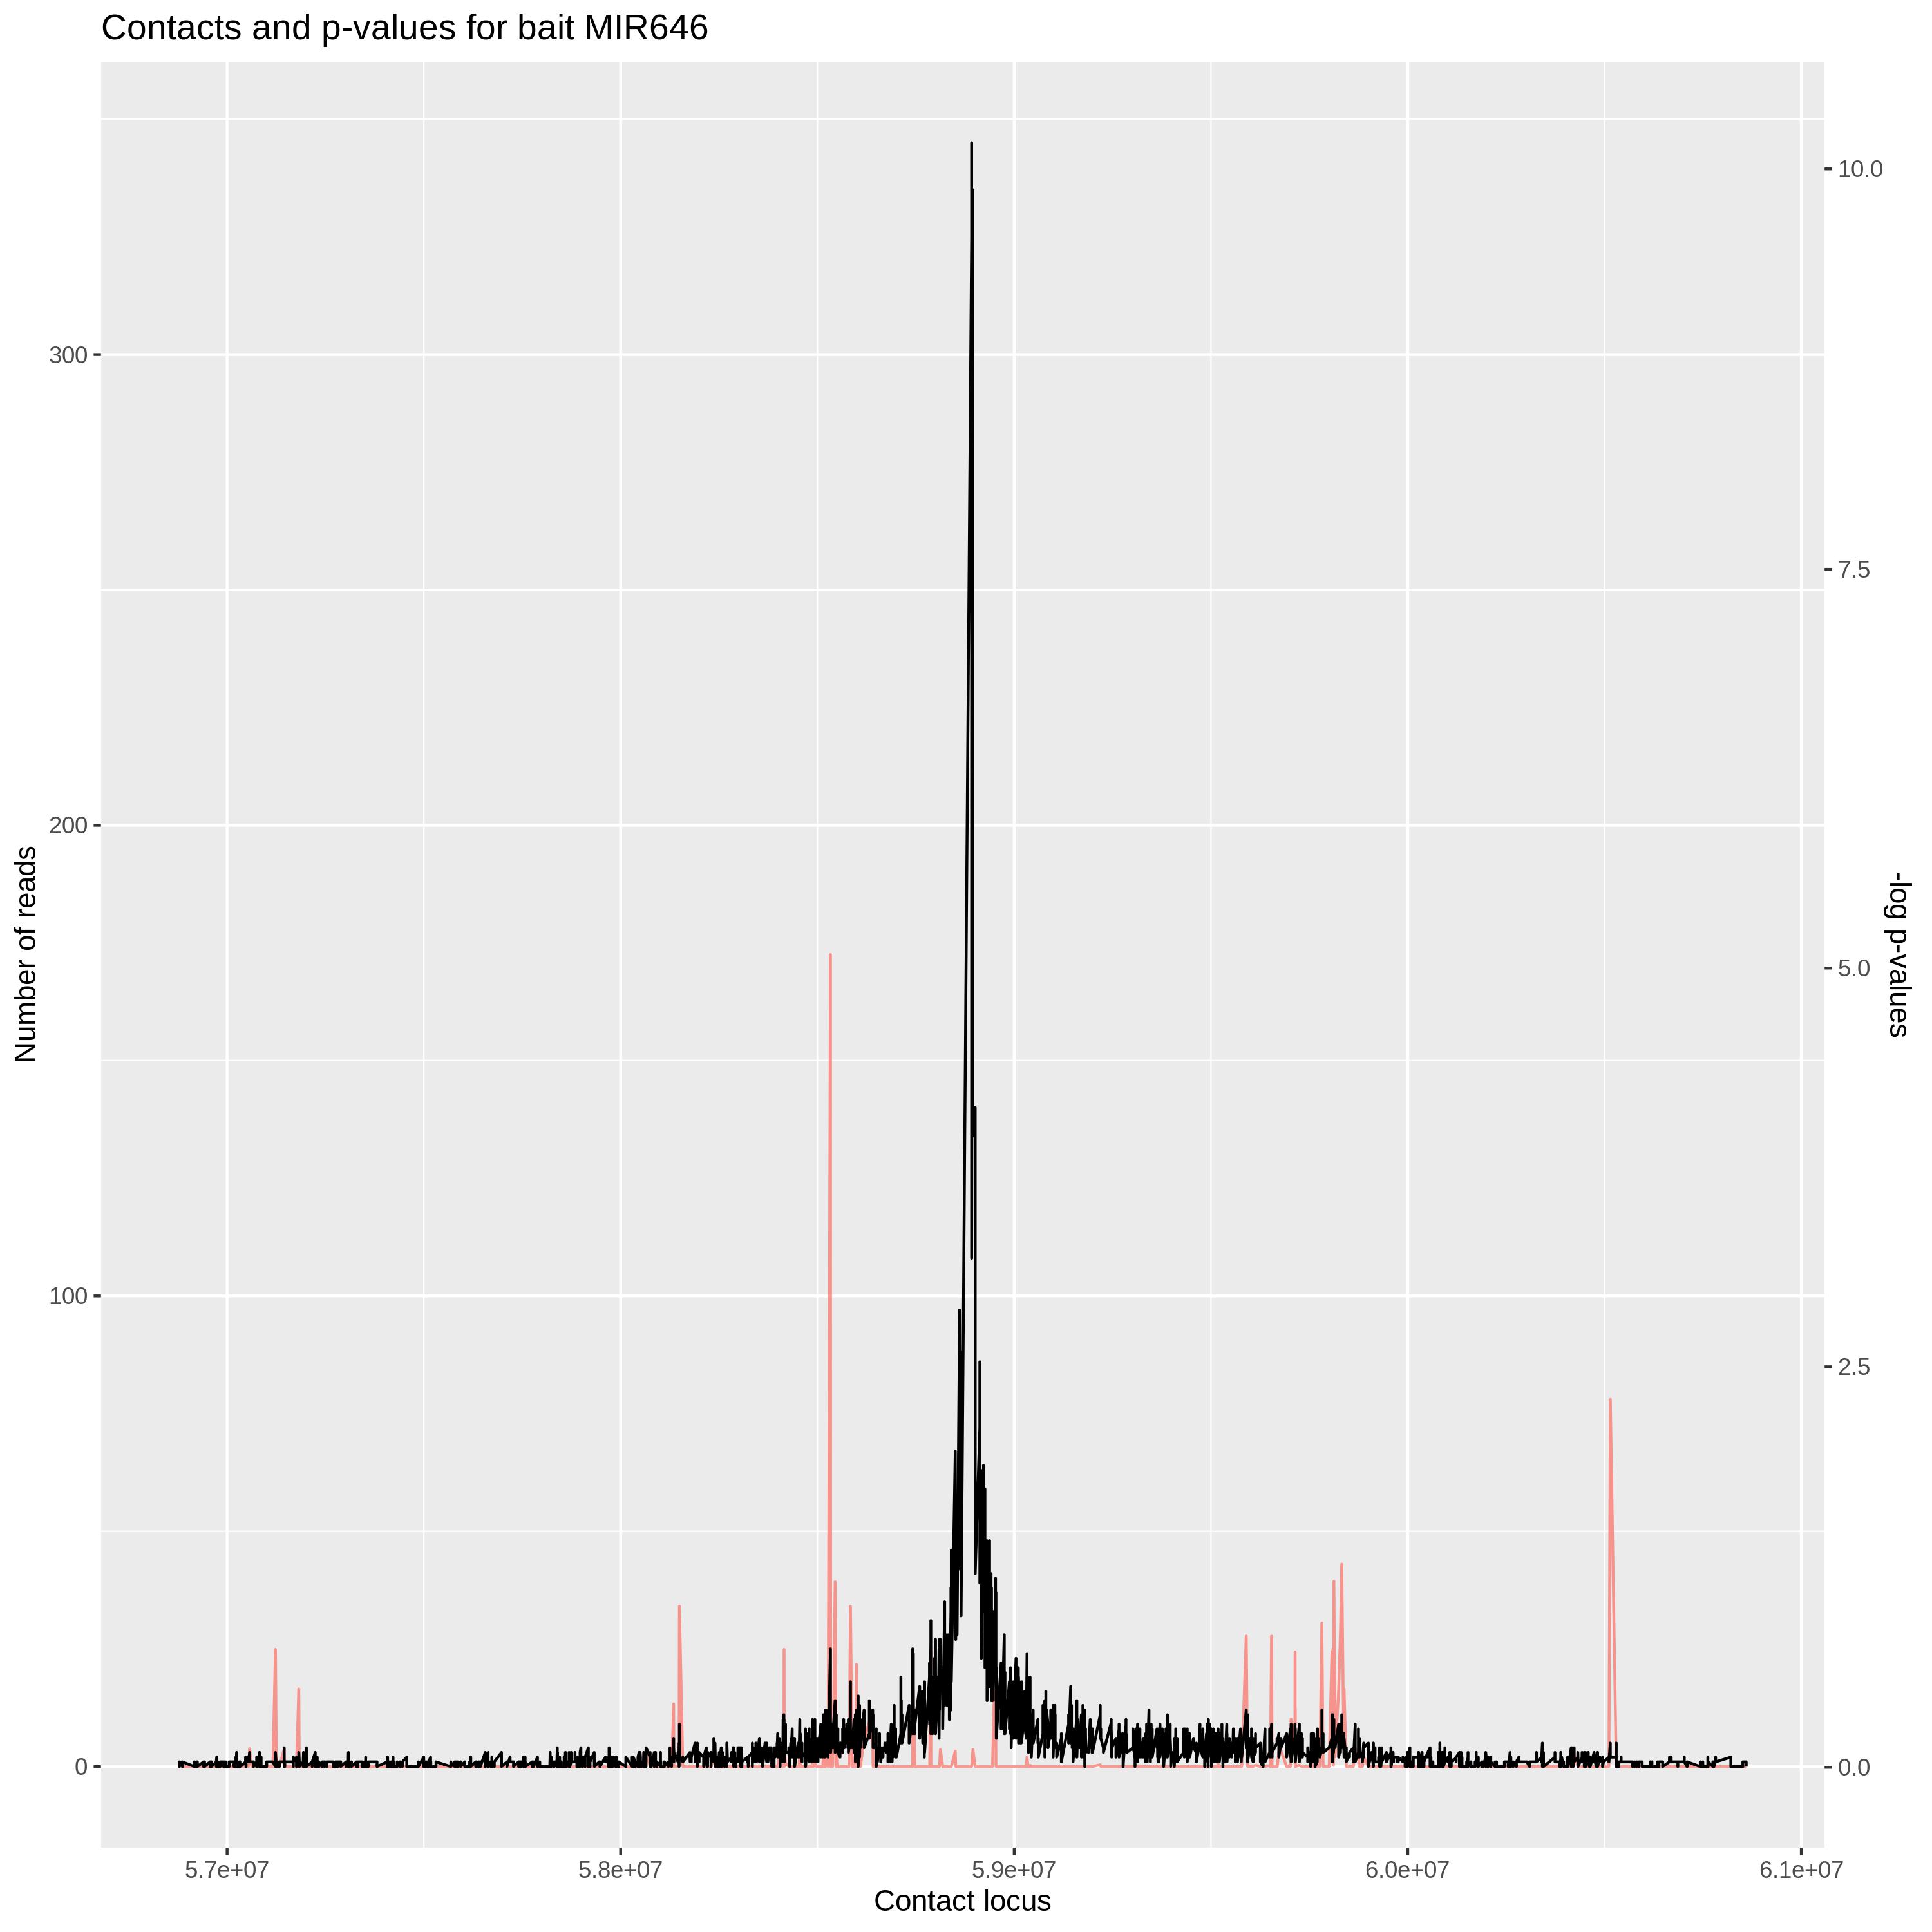 Contacts and p-values for bait MIR646
300
200
100
0
Number of reads
10.0
7.5
5.0
2.5
0.0
-log p-values
5.7e+07
5.8e+07
5.9e+07
6.0e+07
6.1e+07
Contact locus